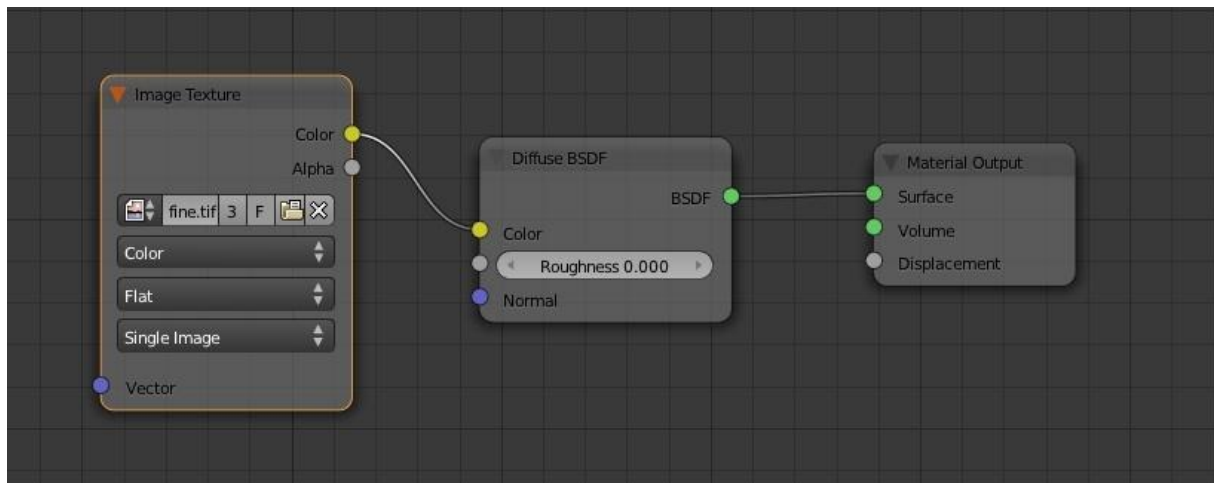 Image Texture
Color
Alpha
fine.tif 3 F
Color
Flat
Single Image
Vector
Diffuse BSDF
BSDF
Color
Roughness 0.000
Normal
Material Output
Surface
Volume
Displacement